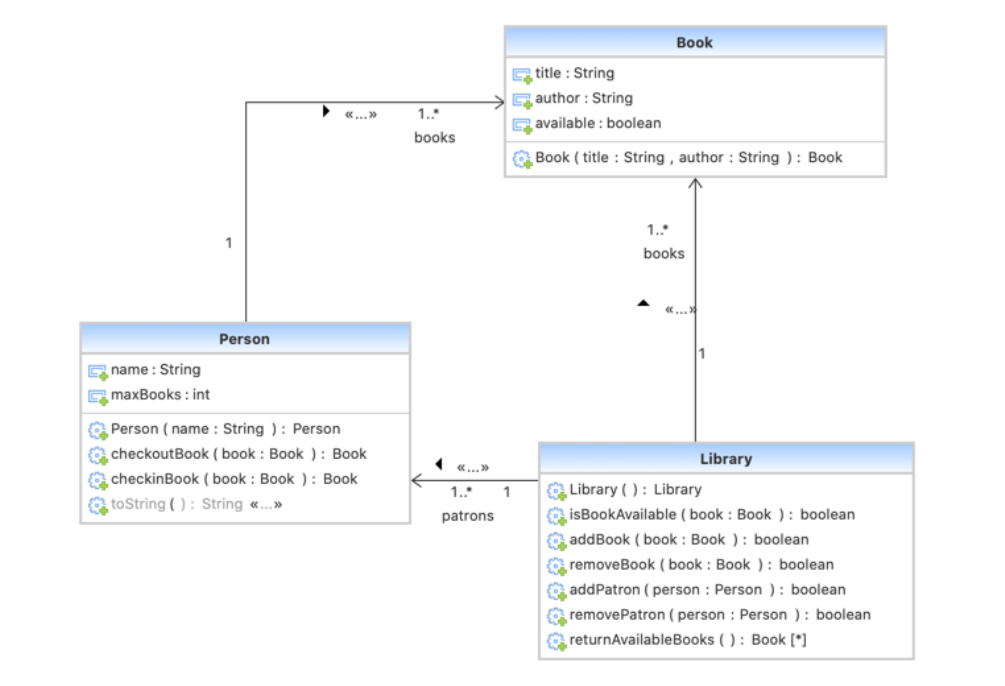 Book
title : String
author : String
available : boolean
Book ( title : String , author : String ) : Book
«...»
1..*
books
1
1..*
books
«...»
1
Person
name : String
maxBooks : int
Person ( name : String ) : Person
checkoutBook ( book : Book ) : Book
checkinBook ( book : Book ) : Book
toString ( ) : String «...»
«...»
1..* 1
patrons
Library
Library ( ) : Library
isBookAvailable ( book : Book ) : boolean
addBook ( book : Book ) : boolean
removeBook ( book : Book ) : boolean
addPatron ( person : Person ) : boolean
removePatron ( person : Person ) : boolean
returnAvailableBooks ( ) : Book [*]